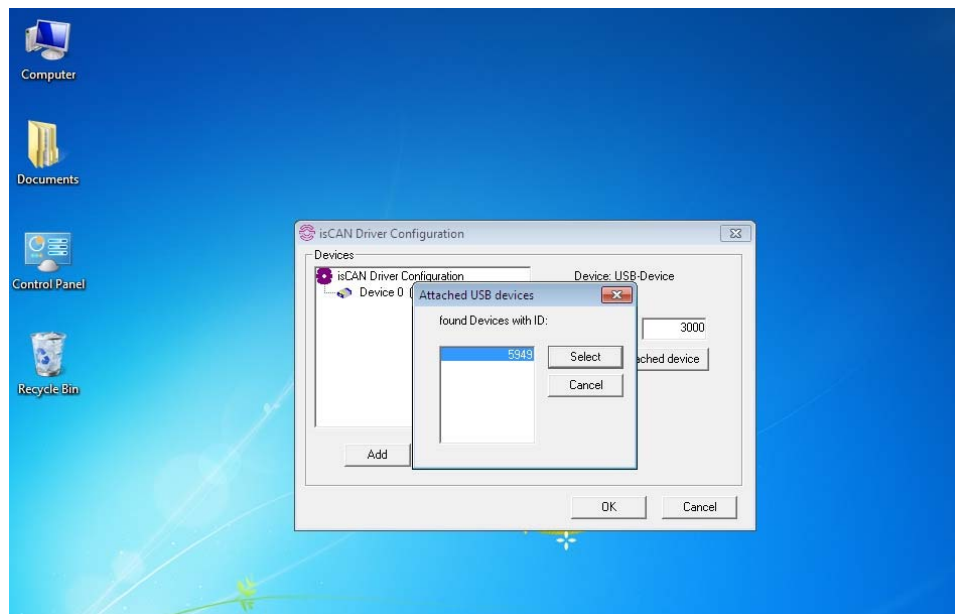 Computer
Documents
Control Panel
Recycle Bin
isCAN Driver Configuration
Devices
isCAN Driver Configuration
Device 0 (
Device: USB-Device
3000
ached device
Add
OK
Cancel
Attached USB devices
found Devices with ID:
5949
Select
Cancel